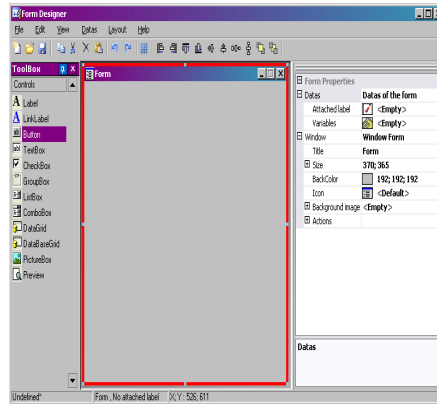 Form Designer
File Edit View Datas Layout Help
ToolBox
Controls
A Label
A LinkLabel
Button
TextBox
CheckBox
GroupBox
ListBox
ComboBox
DataGrid
DataBaseGrid
PictureBox
Preview
Form
Form Properties
Datas Datas of the form
Attached label <Empty>
Variables <Empty>
Window Window Form
Title Form
Size 370; 365
BackColor 192; 192; 192
Icon <Default>
Background image <Empty>
Actions
Datas
Undefined* Form , No attached label X;Y : 526; 611